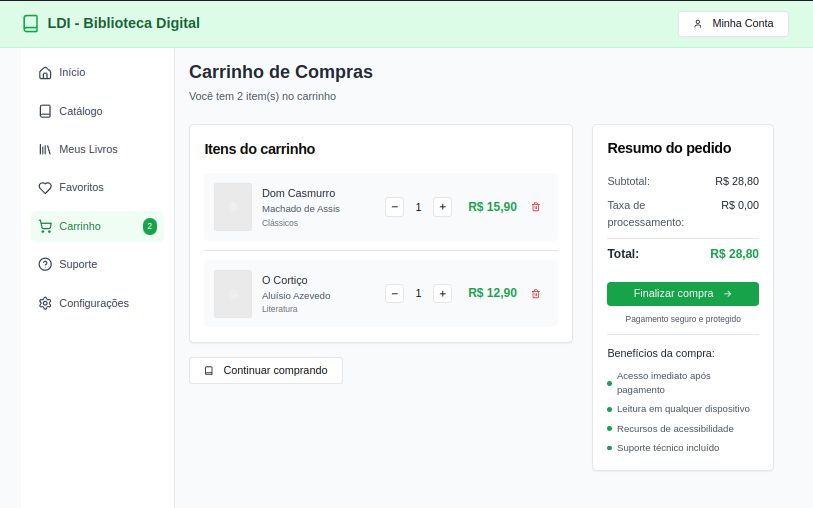 LDI - Biblioteca Digital
Minha Conta
Início
Catálogo
Meus Livros
Favoritos
Carrinho
2
Suporte
Configurações
Carrinho de Compras
Você tem 2 item(s) no carrinho
Itens do carrinho
Dom Casmurro
Machado de Assis
Clássicos
− 1 + R$ 15,90
O Cortiço
Aluísio Azevedo
Literatura
− 1 + R$ 12,90
Continuar comprando
Resumo do pedido
Subtotal: R$ 28,80
Taxa de R$ 0,00
processamento:
Total: R$ 28,80
Finalizar compra →
Pagamento seguro e protegido
Benefícios da compra:
Acesso imediato após
pagamento
Leitura em qualquer dispositivo
Recursos de acessibilidade
Suporte técnico incluído